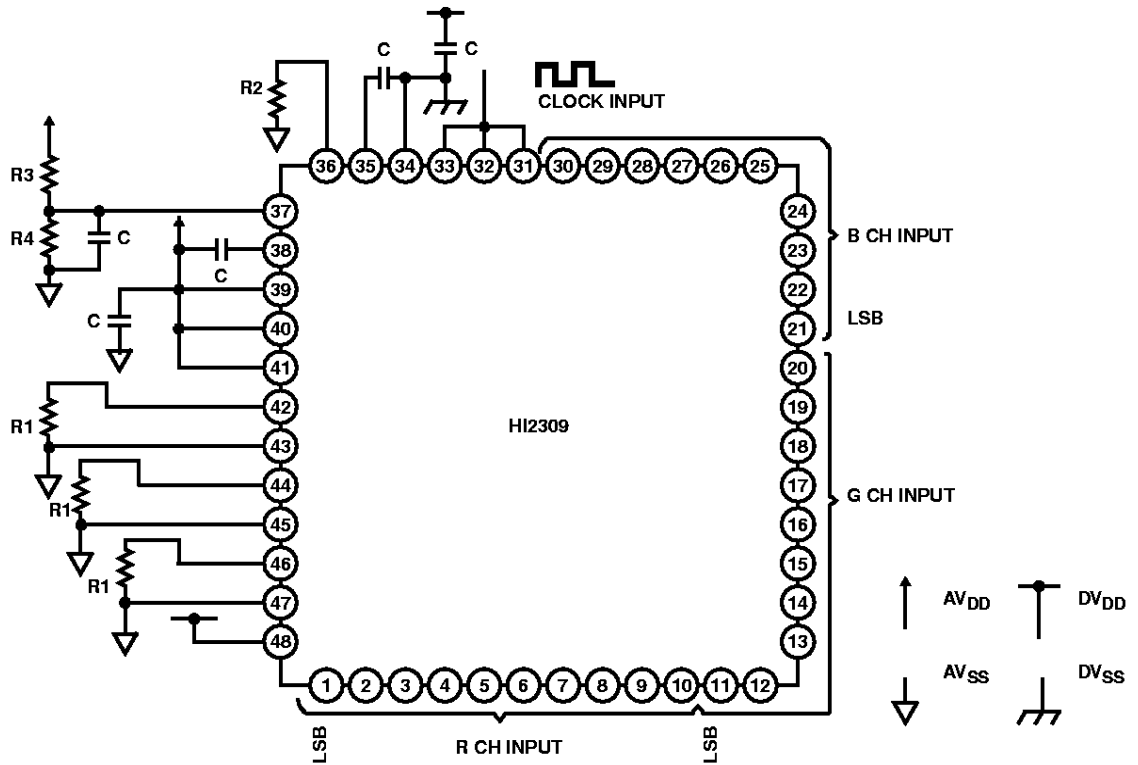 C
C
R2
CLOCK INPUT
36 35 34 33 32 31 30 29 28 27 26 25
R3
R4
C
37
38
C
39
C
40
41
42
R1
43
44
R1
45
46
R1
47
48
HI2309
24
23
22
21
20
19
18
17
16
15
14
13
B CH INPUT
LSB
G CH INPUT
1 2 3 4 5 6 7 8 9 10 11 12
LSB
R CH INPUT
LSB
AVDD
DVDD
AVSS
DVSS